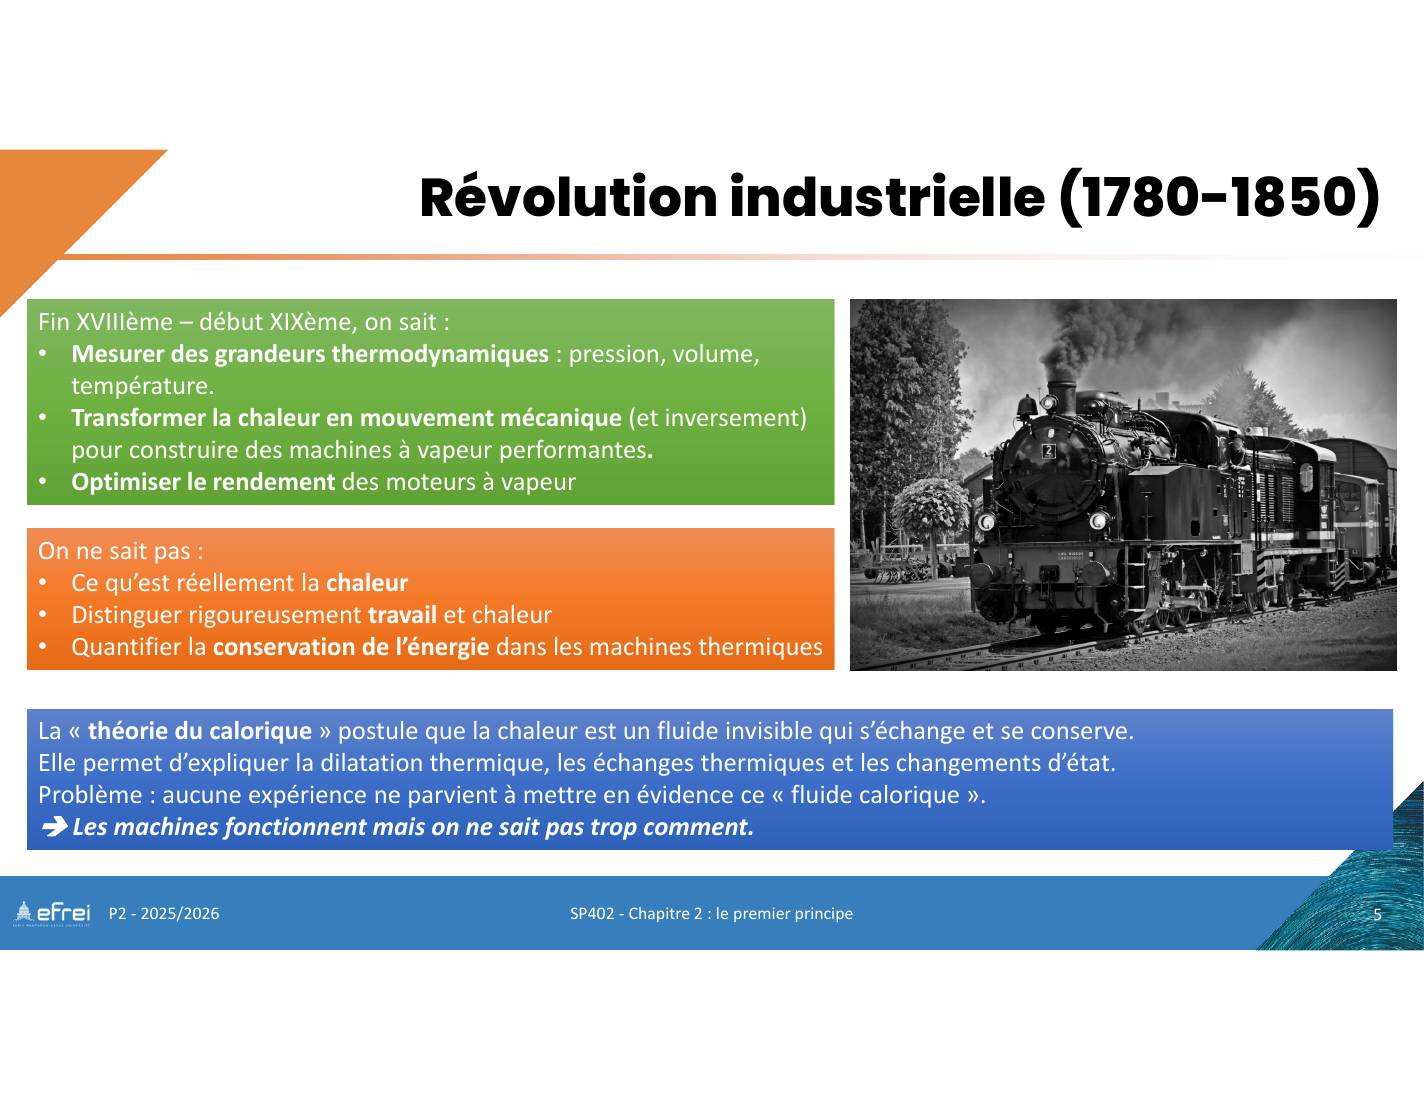 Révolution industrielle (1780-1850)
Fin XVIIIème – début XIXème, on sait :
• Mesurer des grandeurs thermodynamiques : pression, volume,
température.
• Transformer la chaleur en mouvement mécanique (et inversement)
pour construire des machines à vapeur performantes.
• Optimiser le rendement des moteurs à vapeur
2
On ne sait pas :
• Ce qu’est réellement la chaleur
• Distinguer rigoureusement travail et chaleur
• Quantifier la conservation de l’énergie dans les machines thermiques
La « théorie du calorique » postule que la chaleur est un fluide invisible qui s’échange et se conserve.
Elle permet d’expliquer la dilatation thermique, les échanges thermiques et les changements d’état.
Problème : aucune expérience ne parvient à mettre en évidence ce « fluide calorique ».
➔ Les machines fonctionnent mais on ne sait pas trop comment.
efrei
P2 - 2025/2026
SP402 - Chapitre 2 : le premier principe
5